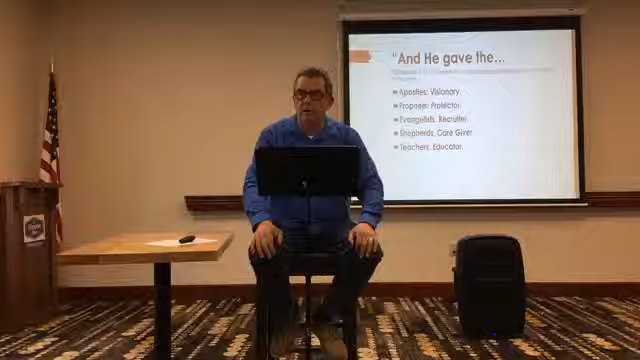 "And He gave the...
Apostles: Visionary.
Prophets: Protector.
Evangelists, Recruiter.
Shepherds, Care Giver
Teachers: Educator.